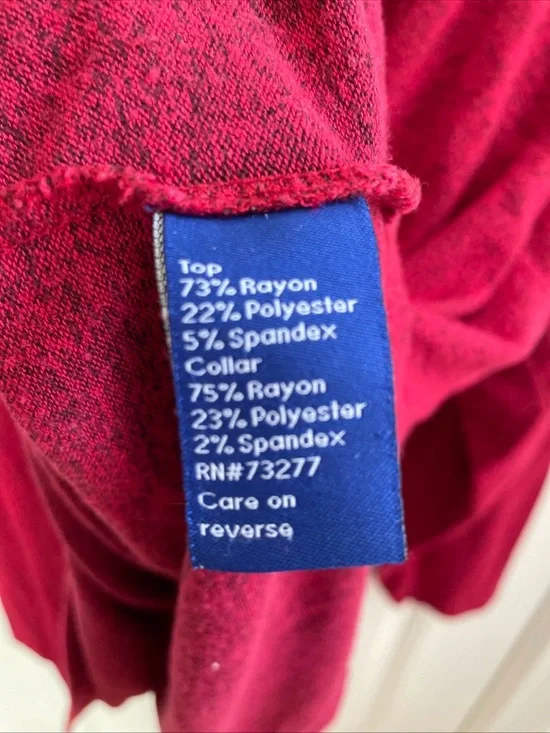 Top
73% Rayon
22% Polyester
5% Spandex
Collar
75% Rayon
23% Polyester
2% Spandex
RN#73277
Care on
reverse